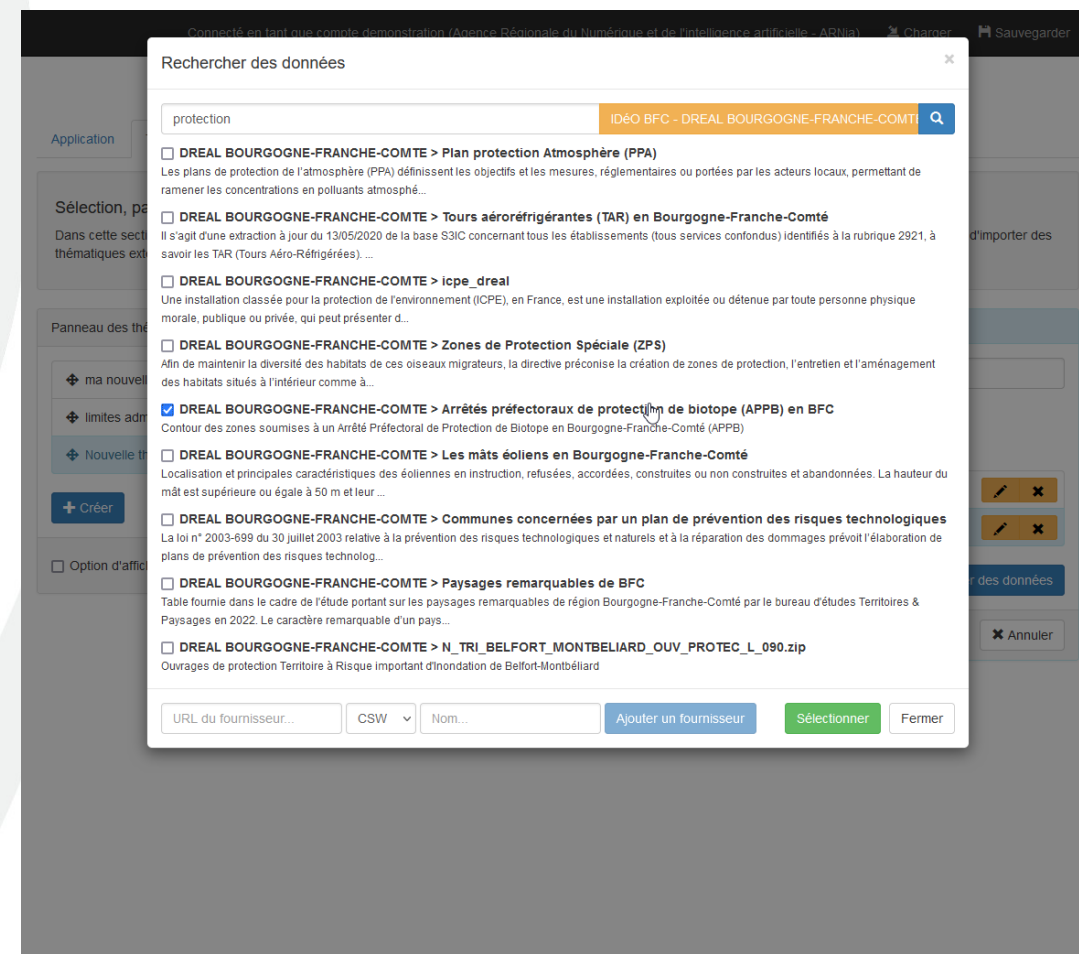 Connecté en tant que compte demonstration (Agence Régionale du Numérique et de l'intelligence artificielle - ARNia) Charger Sauvegarder
Rechercher des données ×
protection IDéO BFC - DREAL BOURGOGNE-FRANCHE-COMTE
Application
DREAL BOURGOGNE-FRANCHE-COMTE > Plan protection Atmosphère (PPA)
Les plans de protection de l'atmosphère (PPA) définissent les objectifs et les mesures, réglementaires ou portées par les acteurs locaux, permettant de
ramener les concentrations en polluants atmosphé...
Sélection, pa
DREAL BOURGOGNE-FRANCHE-COMTE > Tours aéroréfrigérantes (TAR) en Bourgogne-Franche-Comté
Dans cette secti
Il s'agit d'une extraction à jour du 13/05/2020 de la base S3IC concernant tous les établissements (tous services confondus) identifiés à la rubrique 2921, à
d'importer des
thématiques ext
savoir les TAR (Tours Aéro-Réfrigérées). ...
DREAL BOURGOGNE-FRANCHE-COMTE > icpe_dreal
Une installation classée pour la protection de l'environnement (ICPE), en France, est une installation exploitée ou détenue par toute personne physique
morale, publique ou privée, qui peut présenter d...
Panneau des thé
DREAL BOURGOGNE-FRANCHE-COMTE > Zones de Protection Spéciale (ZPS)
Afin de maintenir la diversité des habitats de ces oiseaux migrateurs, la directive préconise la création de zones de protection, l'entretien et l'aménagement
des habitats situés à l'intérieur comme à...
ma nouvell
DREAL BOURGOGNE-FRANCHE-COMTE > Arrêtés préfectoraux de protection de biotope (APPB) en BFC
limites adm
Contour des zones soumises à un Arrêté Préfectoral de Protection de Biotope en Bourgogne-Franche-Comté (APPB)
Nouvelle th
DREAL BOURGOGNE-FRANCHE-COMTE > Les mâts éoliens en Bourgogne-Franche-Comté
Localisation et principales caractéristiques des éoliennes en instruction, refusées, accordées, construites ou non construites et abandonnées. La hauteur du
mât est supérieure ou égale à 50 m et leur ...
Créer
DREAL BOURGOGNE-FRANCHE-COMTE > Communes concernées par un plan de prévention des risques technologiques
La loi n° 2003-699 du 30 juillet 2003 relative à la prévention des risques technologiques et naturels et à la réparation des dommages prévoit l'élaboration de
plans de prévention des risques technolog...
Option d'affic
DREAL BOURGOGNE-FRANCHE-COMTE > Paysages remarquables de BFC
r des données
Table fournie dans le cadre de l'étude portant sur les paysages remarquables de région Bourgogne-Franche-Comté par le bureau d'études Territoires &
Paysages en 2022. Le caractère remarquable d'un pays...
Annuler
DREAL BOURGOGNE-FRANCHE-COMTE > N_TRI_BELFORT_MONTBELIARD_OUV_PROTEC_L_090.zip
Ouvrages de protection Territoire à Risque important d'Inondation de Belfort-Montbéliard
URL du fournisseur... CSW Nom... Ajouter un fournisseur Sélectionner Fermer